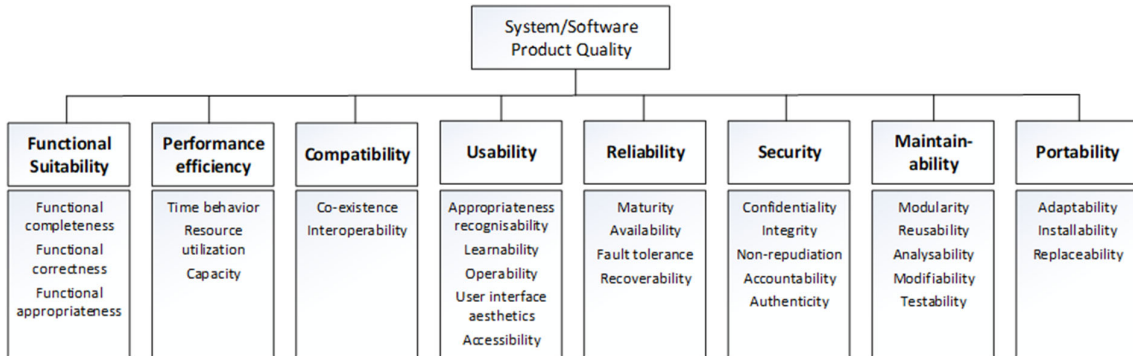 System/Software
Product Quality
Functional
Suitability
Performance
efficiency
Compatibility
Usability
Reliability
Security
Maintain-
ability
Portability
Functional
completeness
Functional
correctness
Functional
appropriateness
Time behavior
Resource
utilization
Capacity
Co-existence
Interoperability
Appropriateness
recognisability
Learnability
Operability
User interface
aesthetics
Accessibility
Maturity
Availability
Fault tolerance
Recoverability
Confidentiality
Integrity
Non-repudiation
Accountability
Authenticity
Modularity
Reusability
Analysability
Modifiability
Testability
Adaptability
Installability
Replaceability